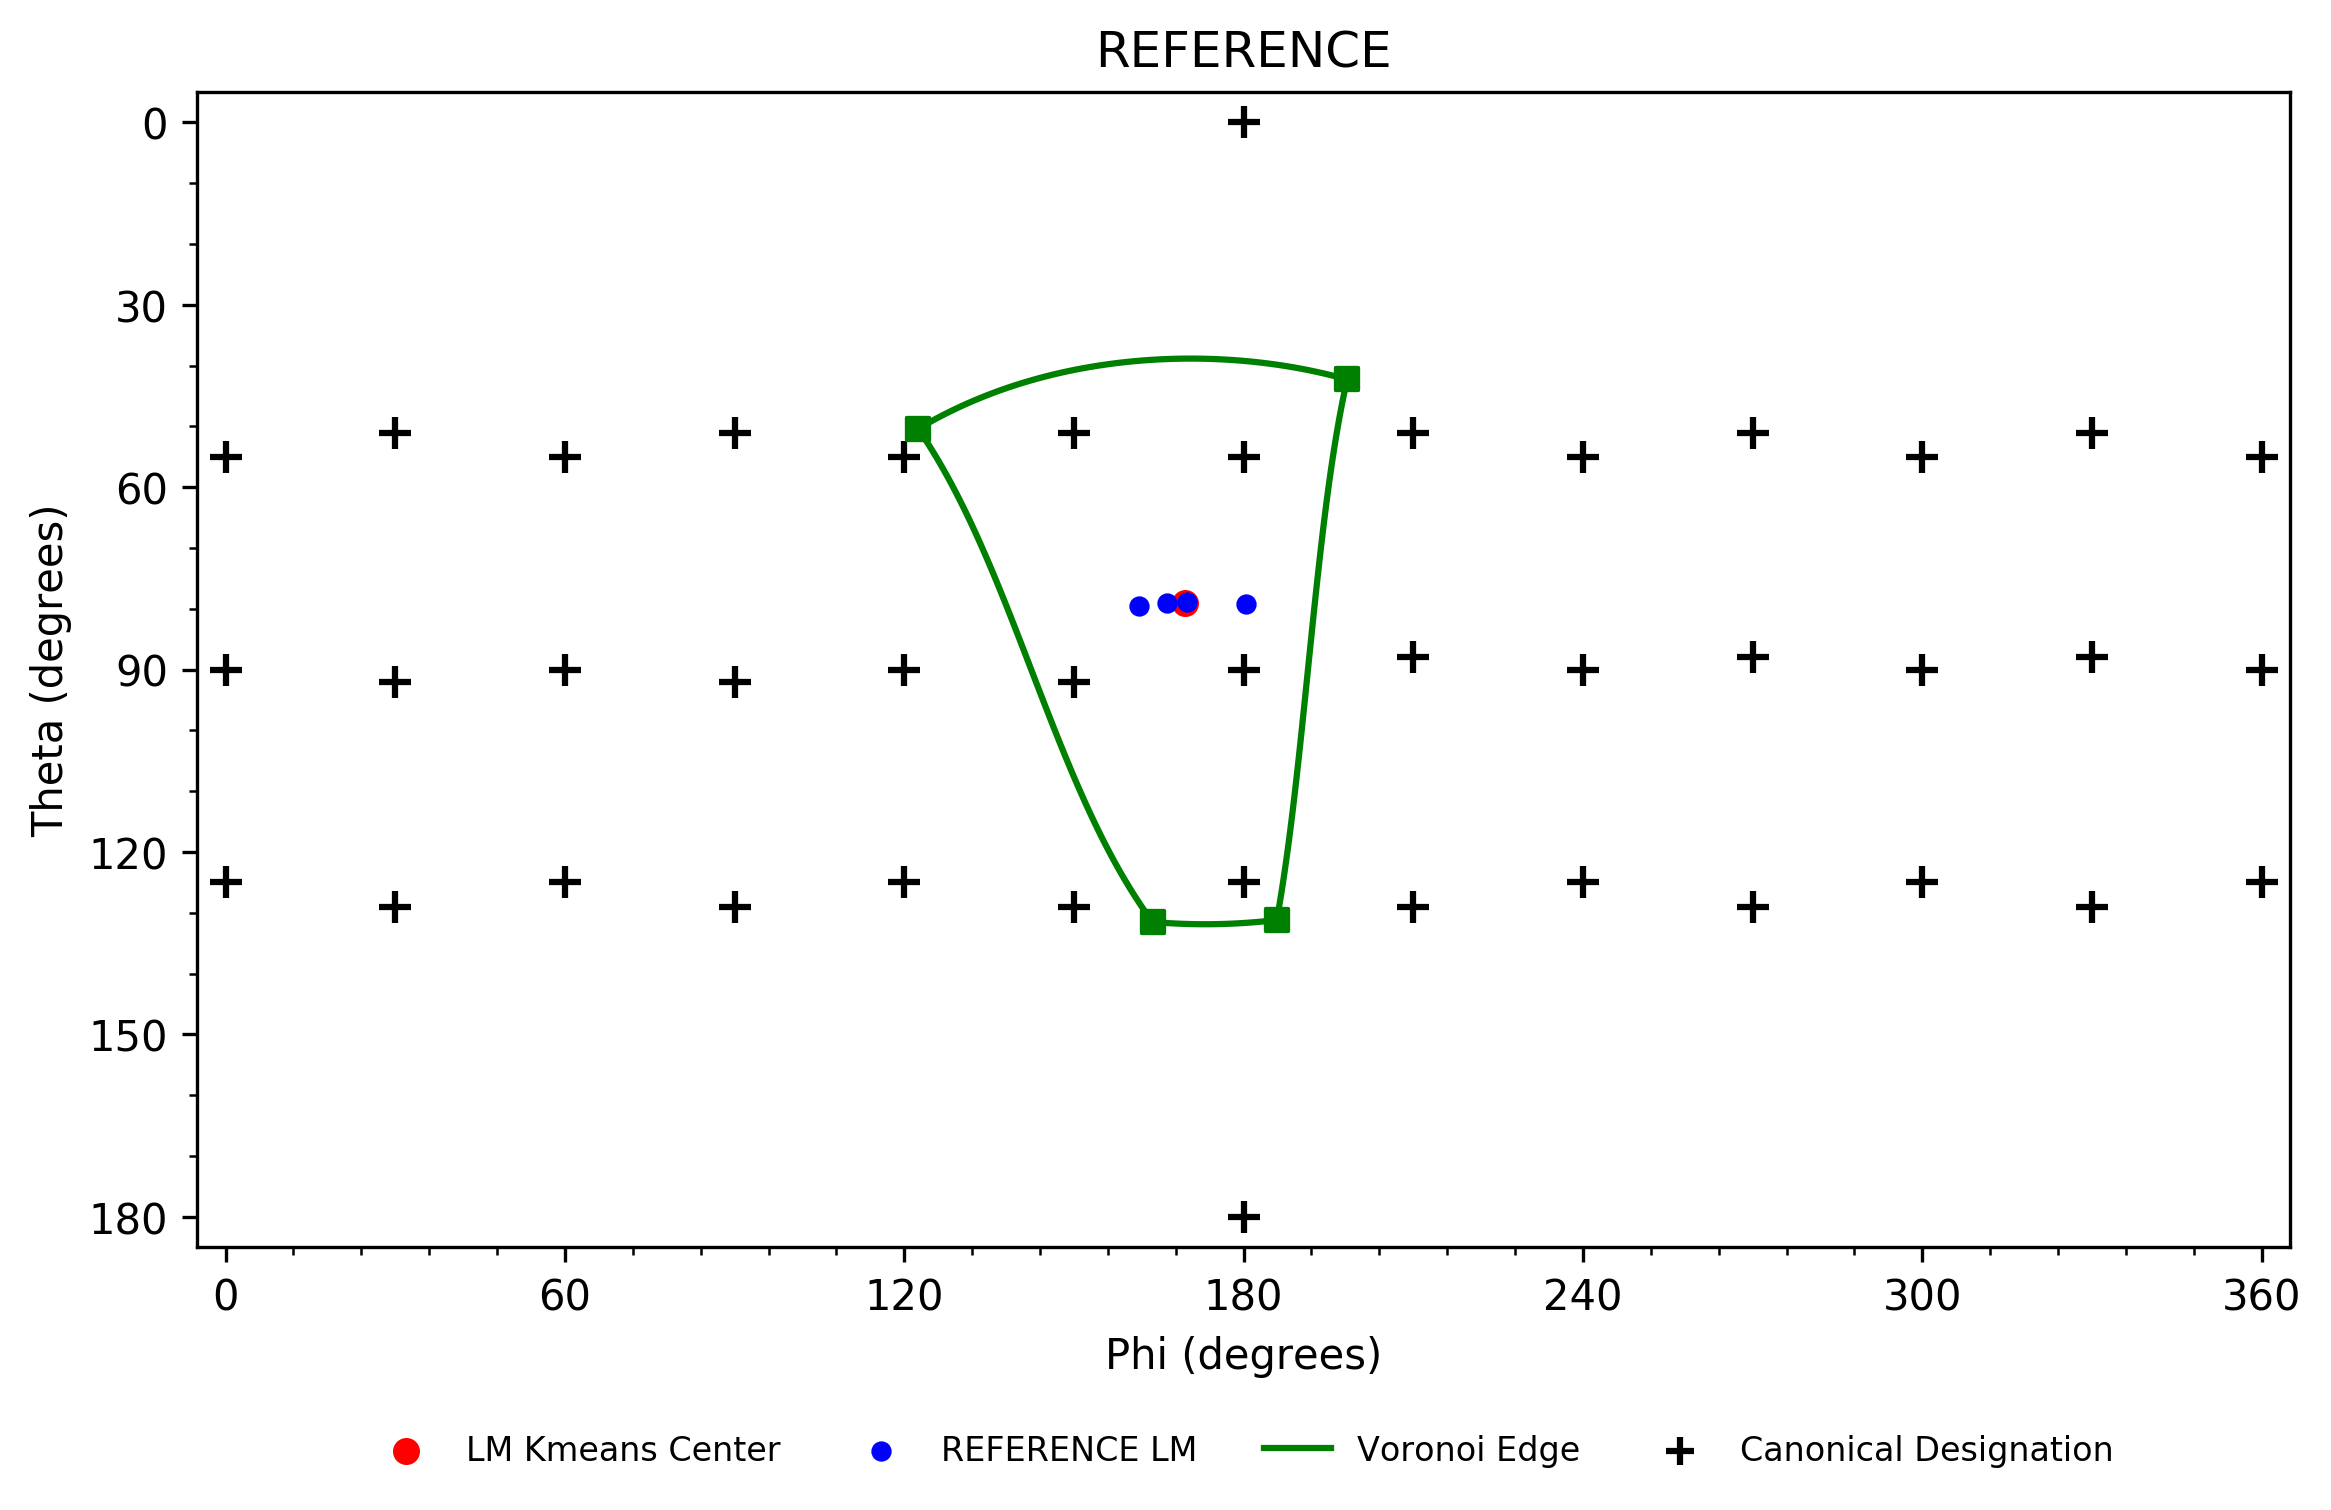 REFERENCE
0
30
60
90
120
150
180
Theta (degrees)
0 60 120 180 240 300 360
Phi (degrees)
LM Kmeans Center REFERENCE LM Voronoi Edge Canonical Designation